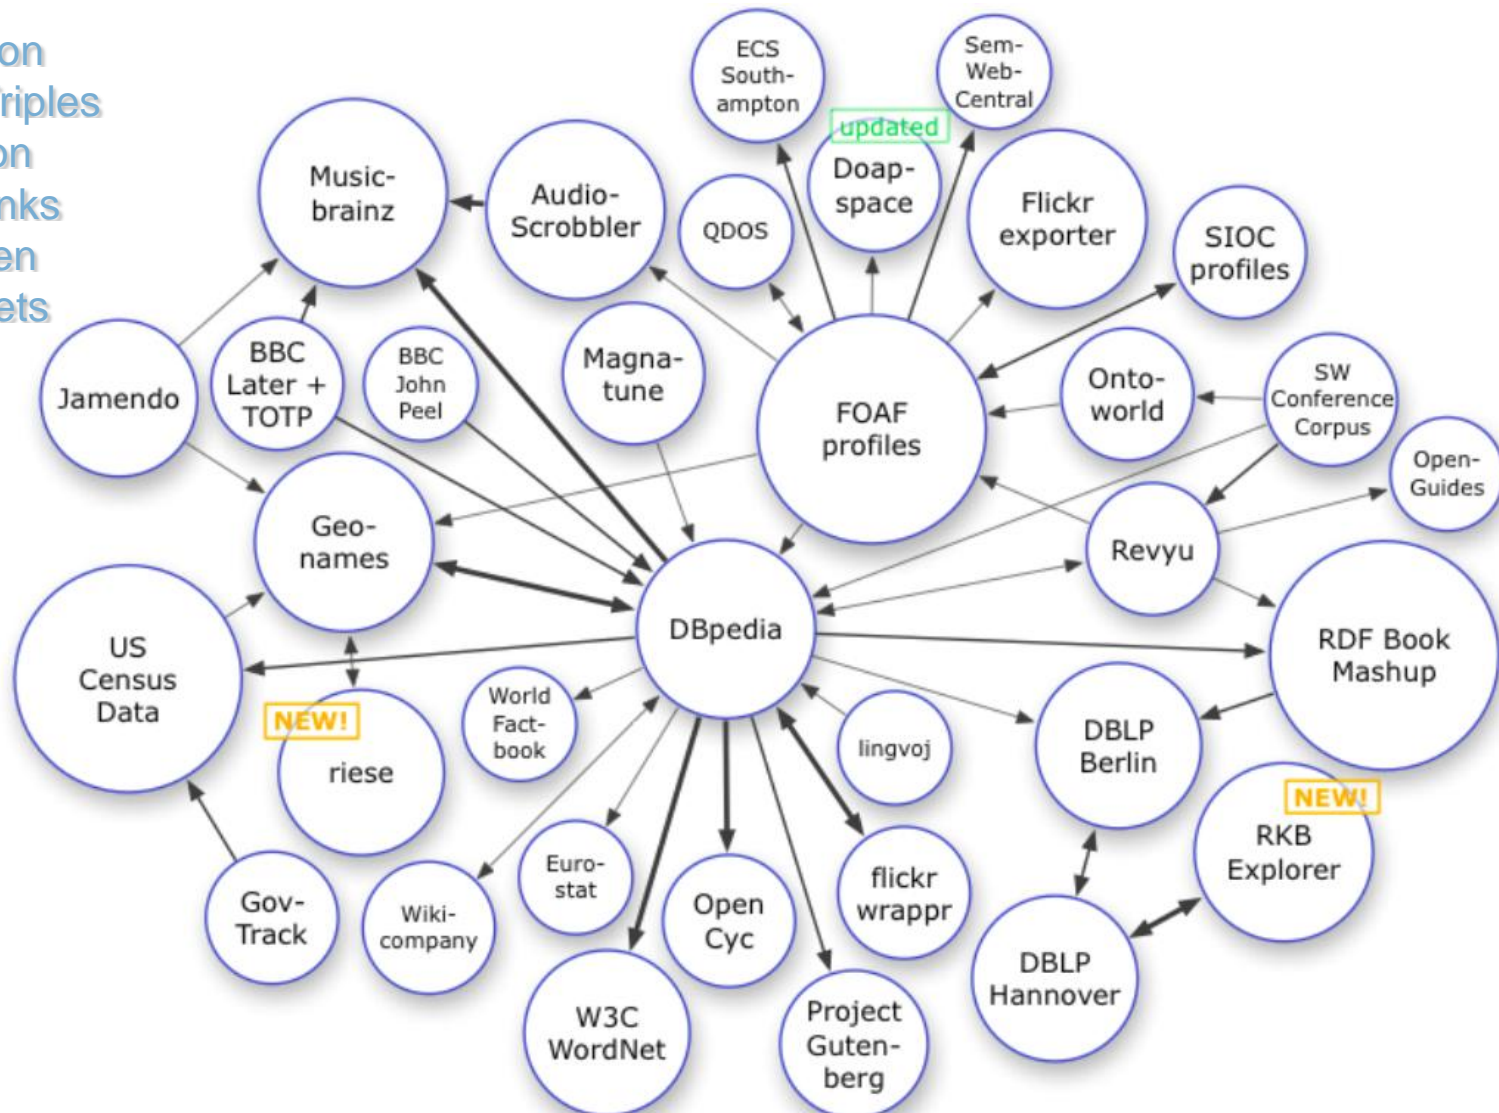 on
riples
on
nks
en
ets
ECS
South-
ampton
Sem-
Web-
Central
updated
Doap-
space
Music-
brainz
Audio-
Scrobbler
QDOS
Flickr
exporter
SIOC
profiles
Jamendo
BBC
Later +
TOTP
BBC
John
Peel
Magna-
tune
FOAF
profiles
Onto-
world
SW
Conference
Corpus
Open-
Guides
Geo-
names
Revyu
DBpedia
US
Census
Data
RDF Book
Mashup
NEW!
riese
World
Fact-
book
lingvoj
DBLP
Berlin
NEW!
RKB
Explorer
Gov-
Track
Wiki-
company
Euro-
stat
Open
Cyc
flickr
wrappr
DBLP
Hannover
W3C
WordNet
Project
Guten-
berg